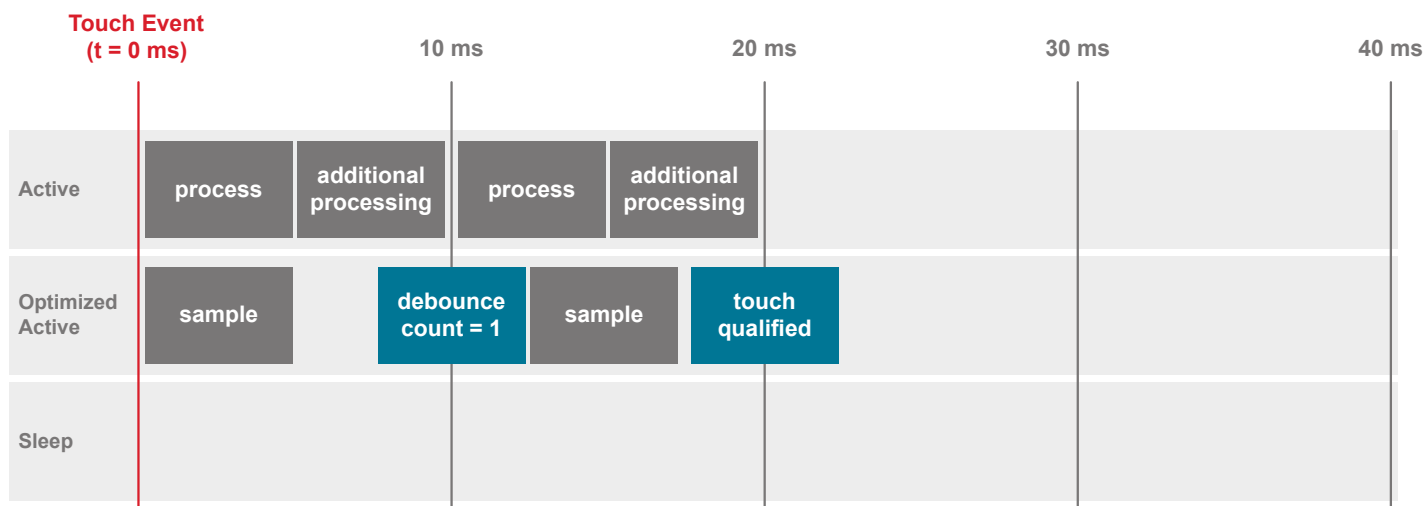 Touch Event
(t = 0 ms)
10 ms
20 ms
30 ms
40 ms
Active
process
additional
processing
process
additional
processing
Optimized
Active
sample
debounce
count = 1
sample
touch
qualified
Sleep